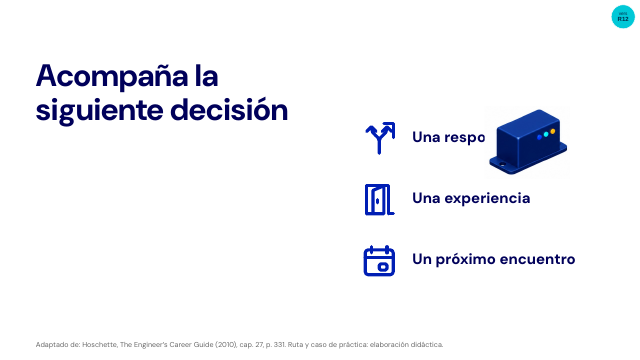 R12
Acompaña la
siguiente decisión
Una respo
Una experiencia
Un próximo encuentro
Adaptado de: Hoschette, The Engineer's Career Guide (2010), cap. 27, p. 331. Ruta y caso de práctica: elaboración didáctica.